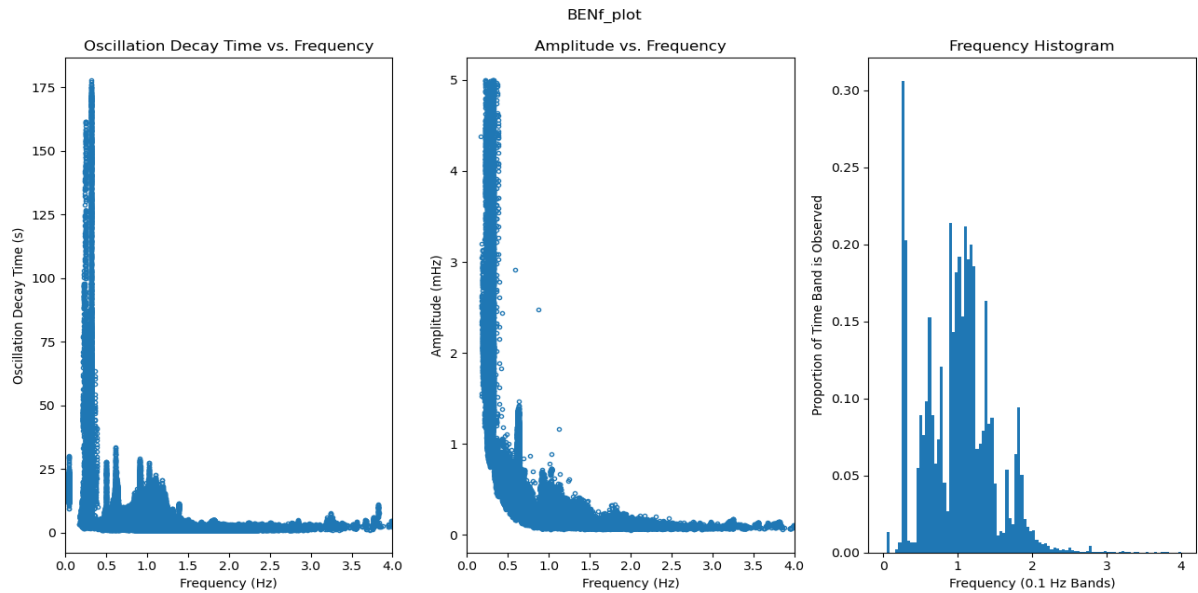 BENf_plot
Oscillation Decay Time vs. Frequency
Oscillation Decay Time (s)
175
150
125
100
75
50
25
0
0.0 0.5 1.0 1.5 2.0 2.5 3.0 3.5 4.0
Frequency (Hz)
Amplitude vs. Frequency
Amplitude (mHz)
5
4
3
2
1
0
0.0 0.5 1.0 1.5 2.0 2.5 3.0 3.5 4.0
Frequency (Hz)
Frequency Histogram
Proportion of Time Band is Observed
0.30
0.25
0.20
0.15
0.10
0.05
0.00
0 1 2 3 4
Frequency (0.1 Hz Bands)